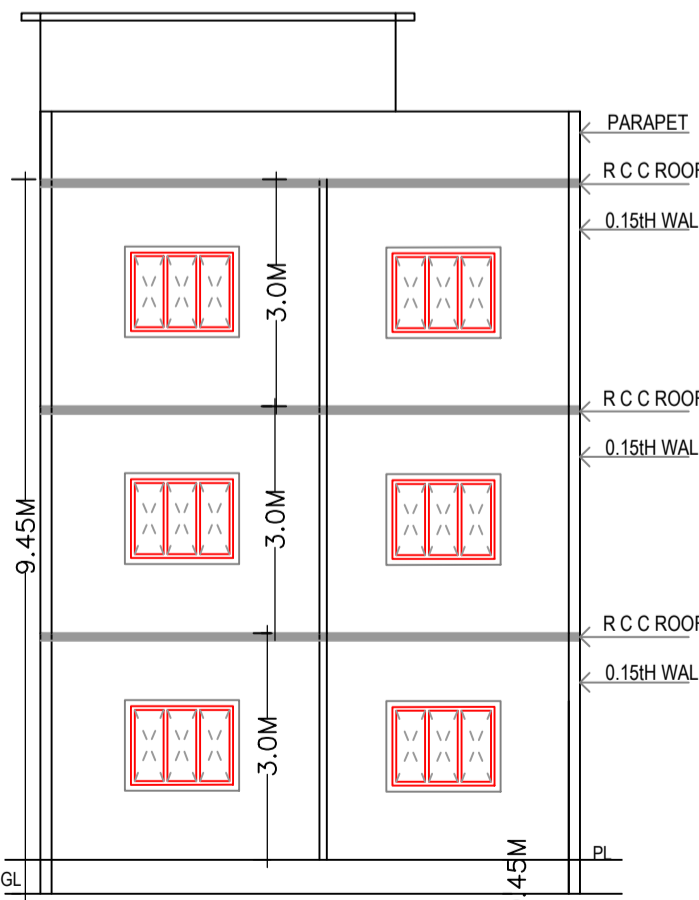 PARAPET
R C C ROOF
0.15tH WAL
3.0M
R C C ROOF
0.15tH WAL
9.45M
3.0M
R C C ROOF
0.15tH WAL
3.0M
PL
.45M
GL